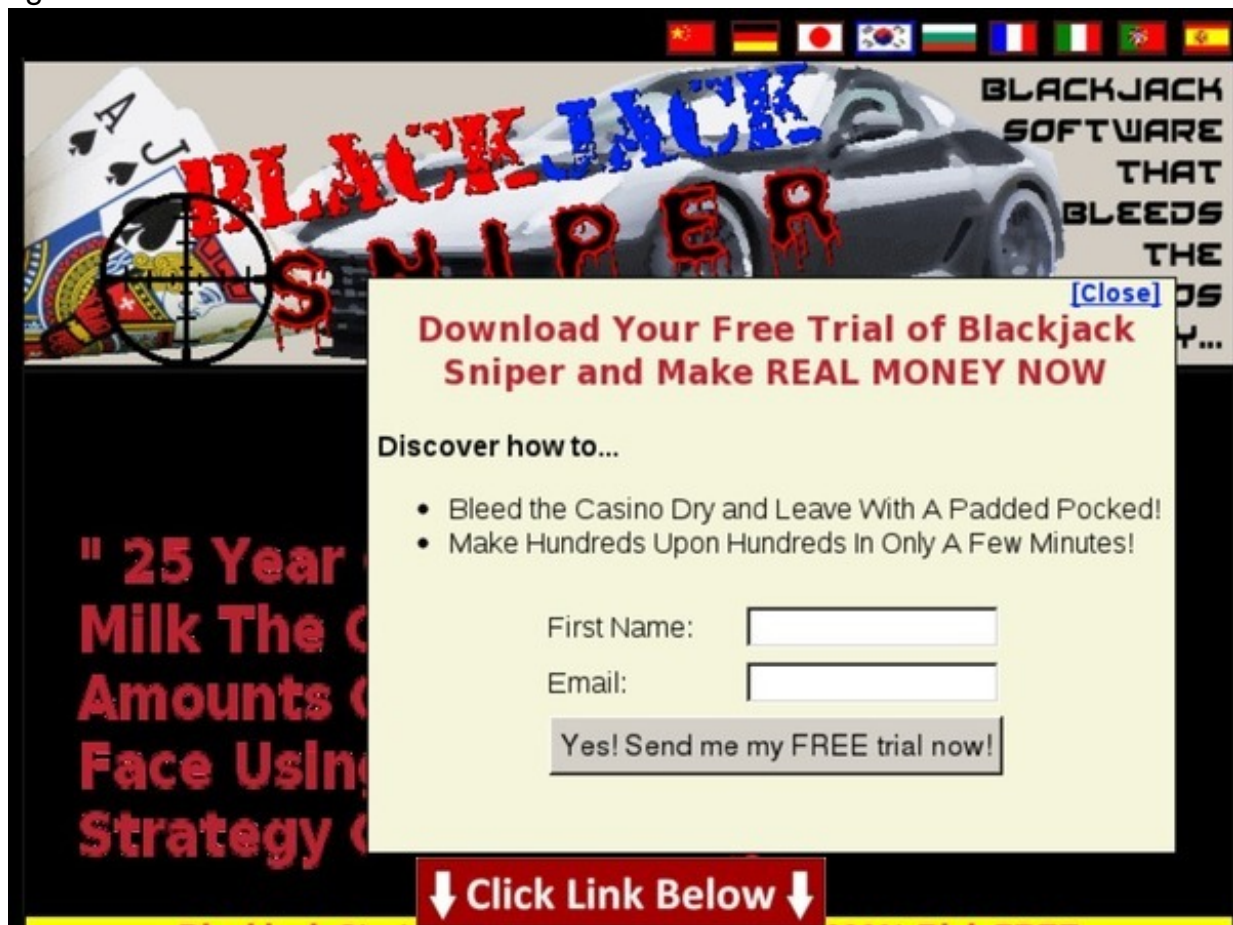 BLACKJACK
SNIPER
BLACKJACK
SOFTWARE
THAT
BLEEDS
THE
A
J
[Close]
Download Your Free Trial of Blackjack
Sniper and Make REAL MONEY NOW
Discover how to...
• Bleed the Casino Dry and Leave With A Padded Pocked!
• Make Hundreds Upon Hundreds In Only A Few Minutes!
First Name:
Email:
Yes! Send me my FREE trial now!
" 25 Year
Milk The
Amounts
Face Using
Strategy
Click Link Below